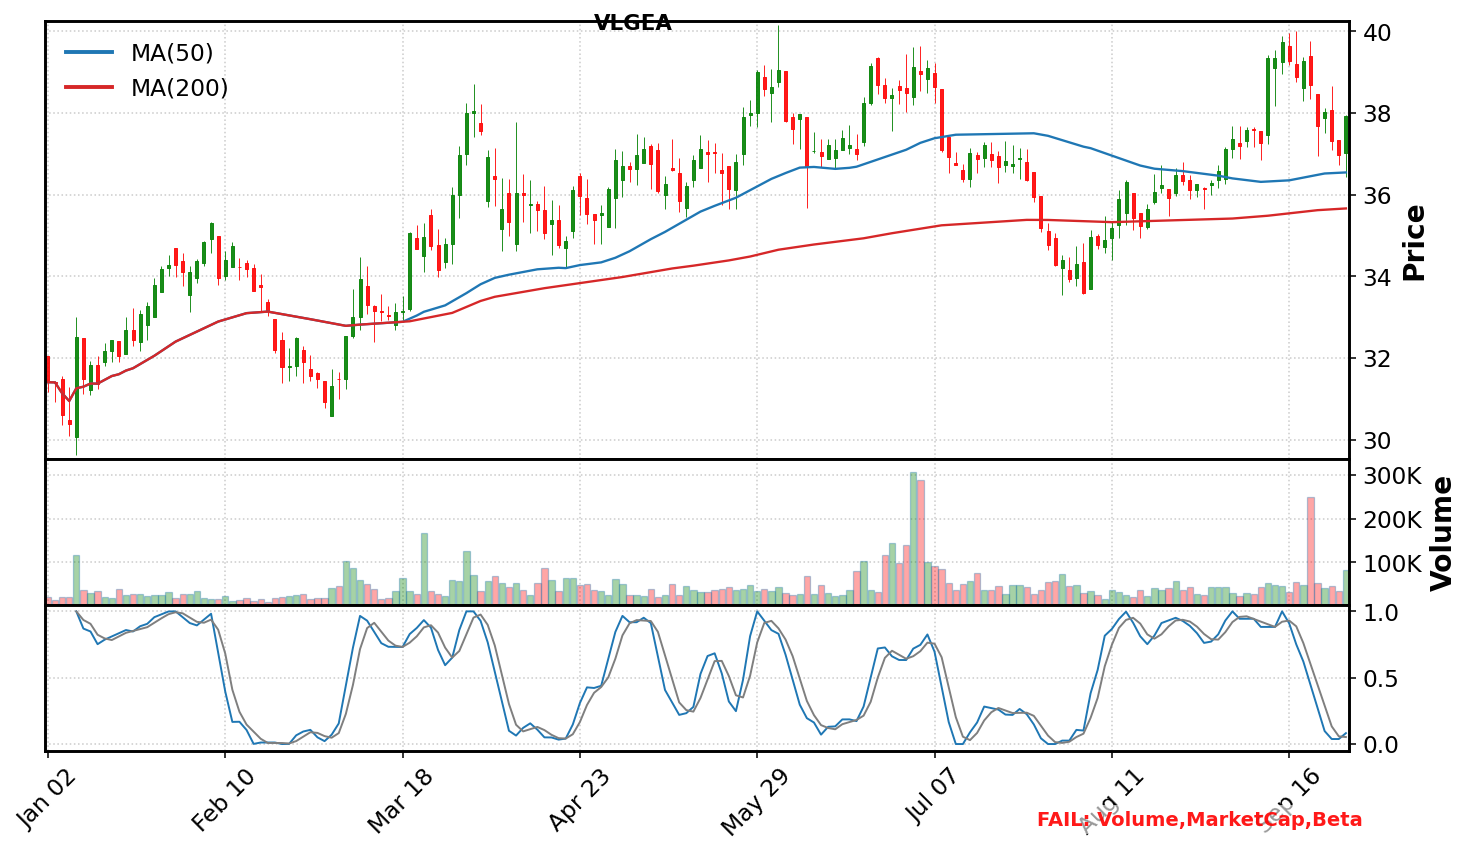 VLGEA
MA(50)
MA(200)
40
38
36
34
32
30
Price
300K
200K
100K
Volume
1.0
0.5
0.0
Jan 02
Feb 10
Mar 18
Apr 23
May 29
Jul 07
Aug 11
Sep 16
FAIL: Volume,MarketCap,Beta